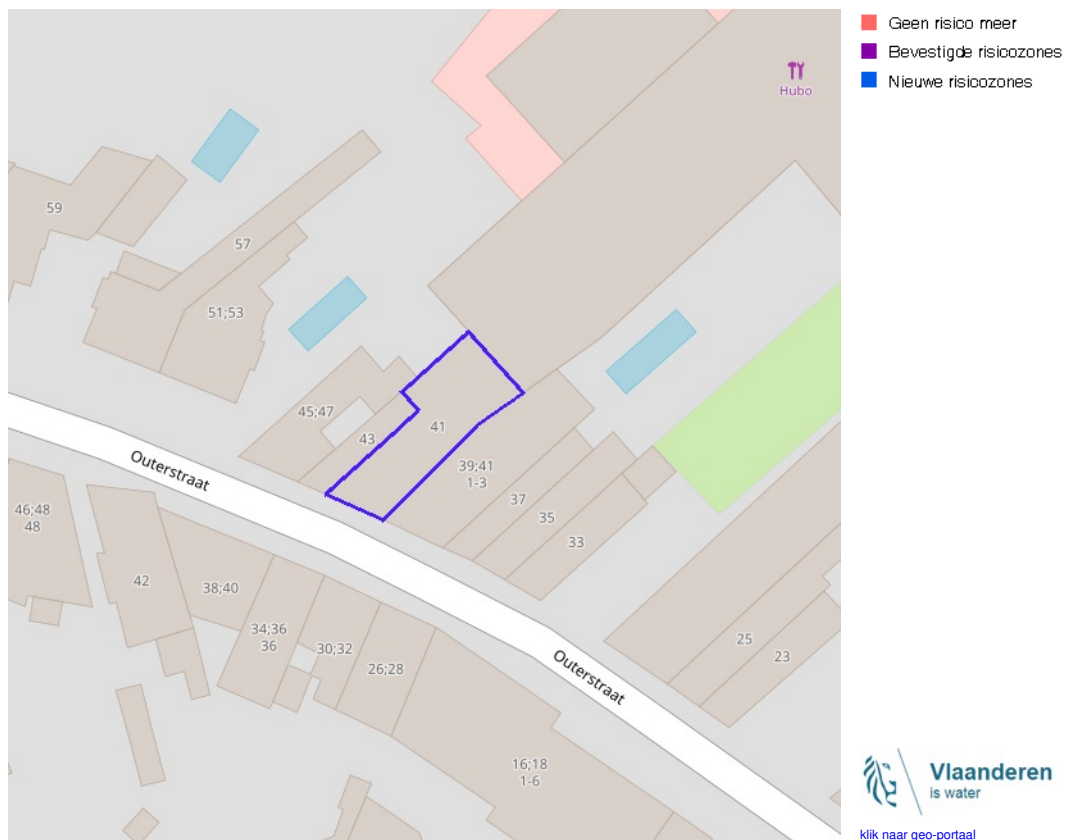 Geen risico meer
Bevestigde risicozones
Nieuwe risicozones
Hubo
59
57
51;53
45;47
43
41
39;41
1-3
37
35
33
Outerstraat
46;48
48
42
38;40
34;36
36
30;32
26;28
25
23
Outerstraat
16;18
1-6
Vlaanderen
is water
klik naar geo-portaal